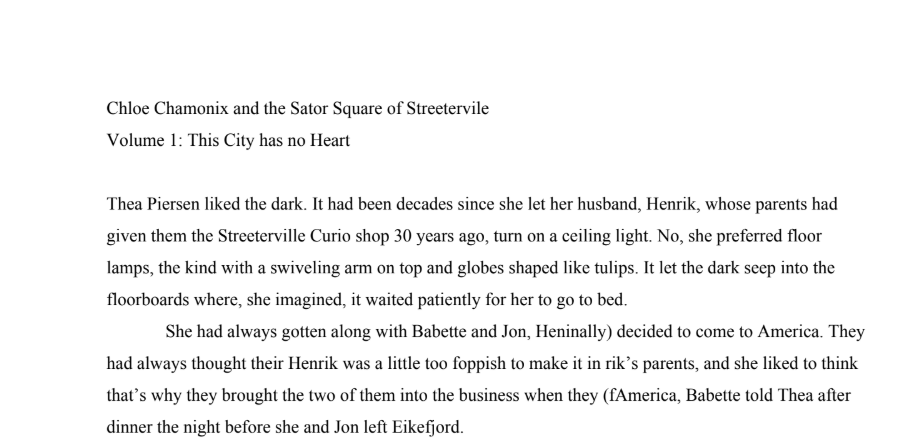 Chloe Chamonix and the Sator Square of Streetervile
Volume 1: This City has no Heart
Thea Piersen liked the dark. It had been decades since she let her husband, Henrik, whose parents had
given them the Streeterville Curio shop 30 years ago, turn on a ceiling light. No, she preferred floor
lamps, the kind with a swiveling arm on top and globes shaped like tulips. It let the dark seep into the
floorboards where, she imagined, it waited patiently for her to go to bed.
She had always gotten along with Babette and Jon, Heninally) decided to come to America. They
had always thought their Henrik was a little too foppish to make it in rik’s parents, and she liked to think
that’s why they brought the two of them into the business when they (fAmerica, Babette told Thea after
dinner the night before she and Jon left Eikefjord.